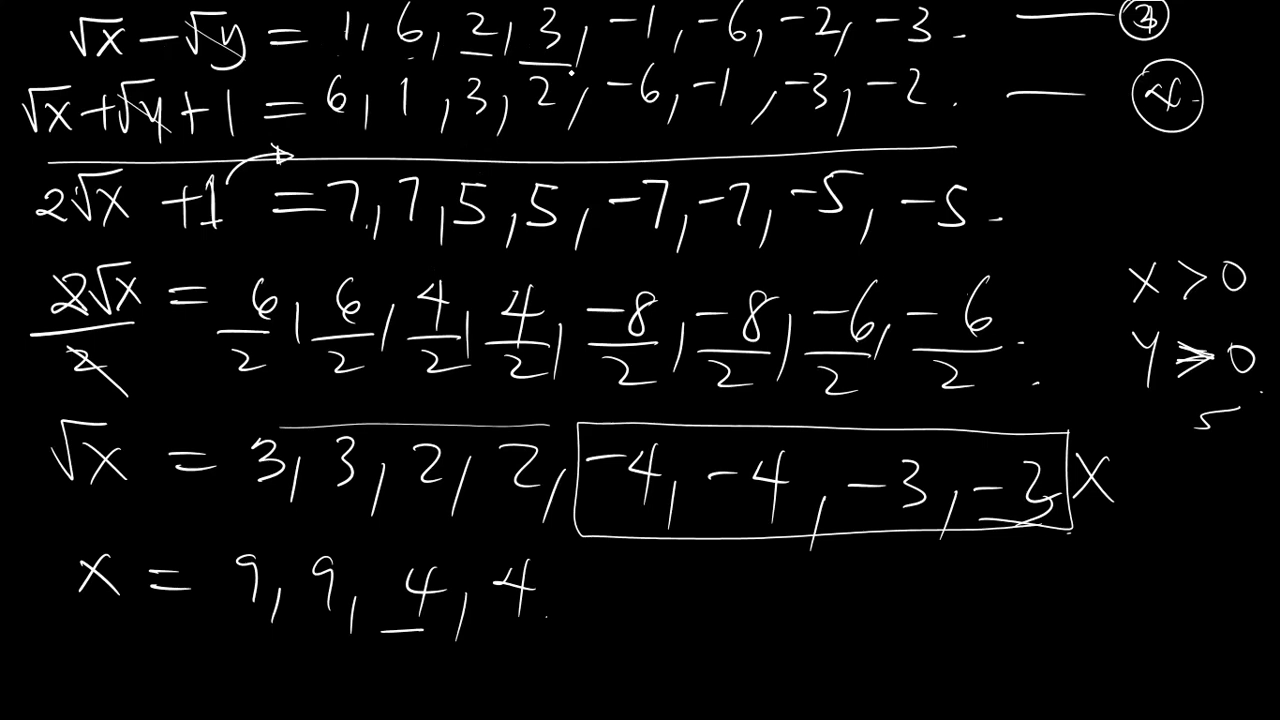 √x − √y = 1, 6, 2, 3, −1, −6, −2, −3. — ③
√x + √y + 1 = 6, 1, 3, 2, −6, −1, −3, −2. —
2√x + 1 = 7, 7, 5, 5, −7, −7, −5, −5.
2√x/2 = 6/2, 6/2, 4/2, 4/2, −8/2, −8/2, −6/2, −6/2.
x > 0
y ≥ 0
5
√x = 3, 3, 2, 2, −4, −4, −3, −3 X
x = 9, 9, 4, 4.